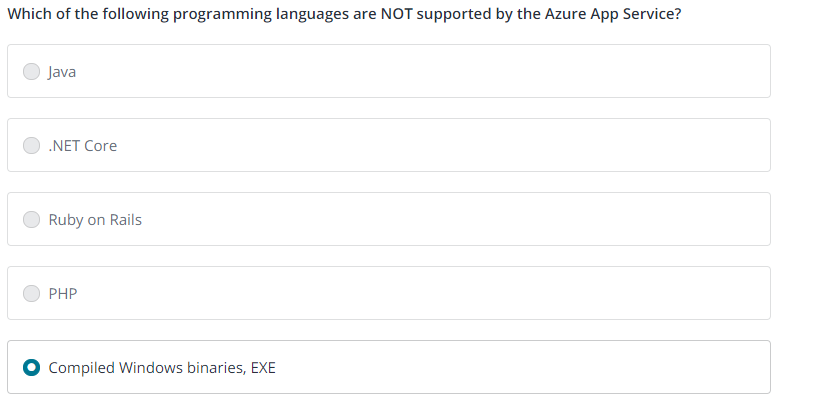 Which of the following programming languages are NOT supported by the Azure App Service?
Java
.NET Core
Ruby on Rails
PHP
Compiled Windows binaries, EXE